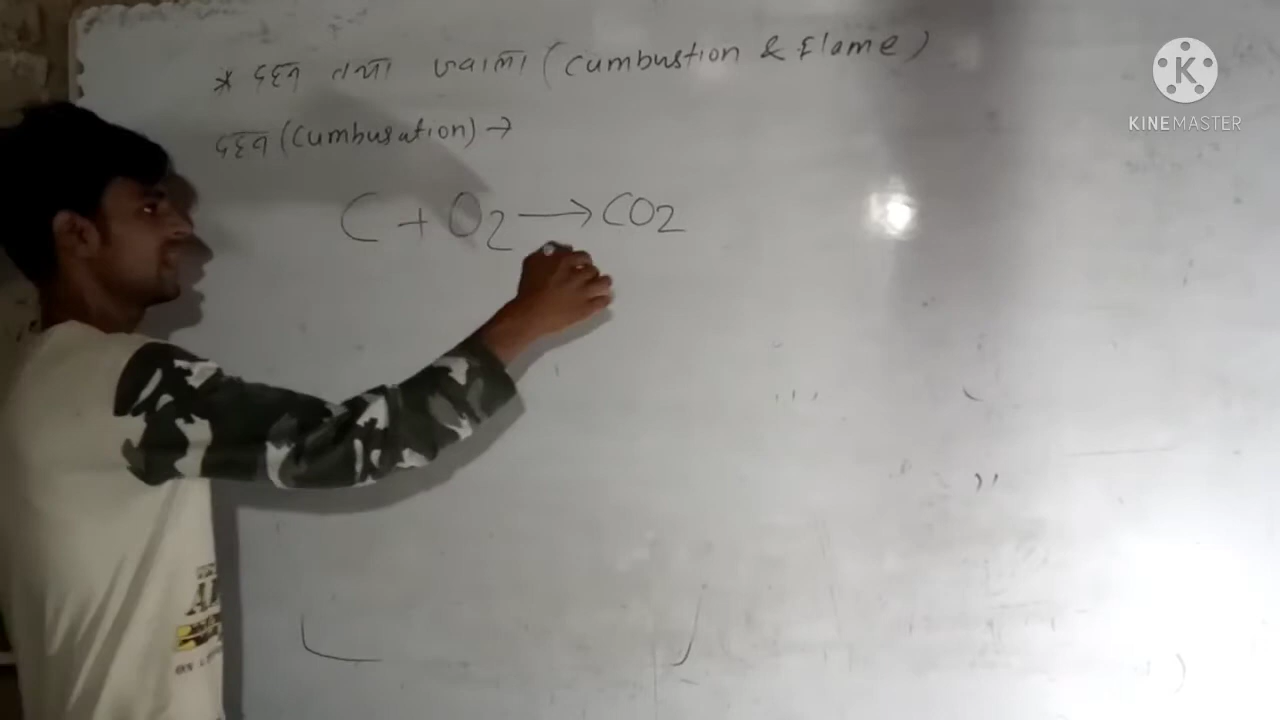 * दहन तथा ज्वाला (Cumbustion & flame)
दहन (Cumbusation) →
C + O2 → CO2
KINEMASTER